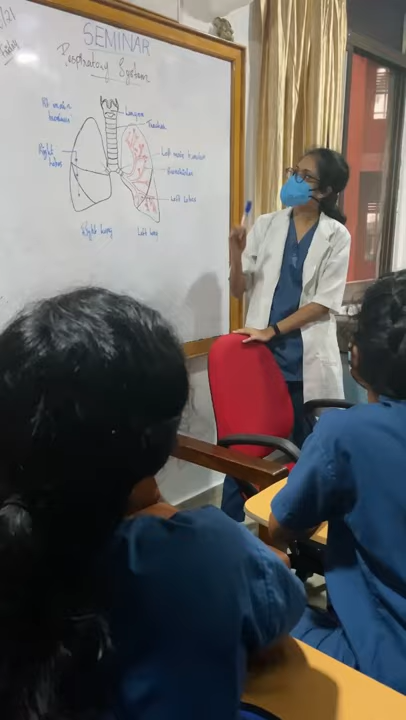 SEMINAR
Respiratory System
Rt main
bronchus
Larynx
Trachea
Left main bronchus
Right
lobes
Left lobes
Right lung
Left lung